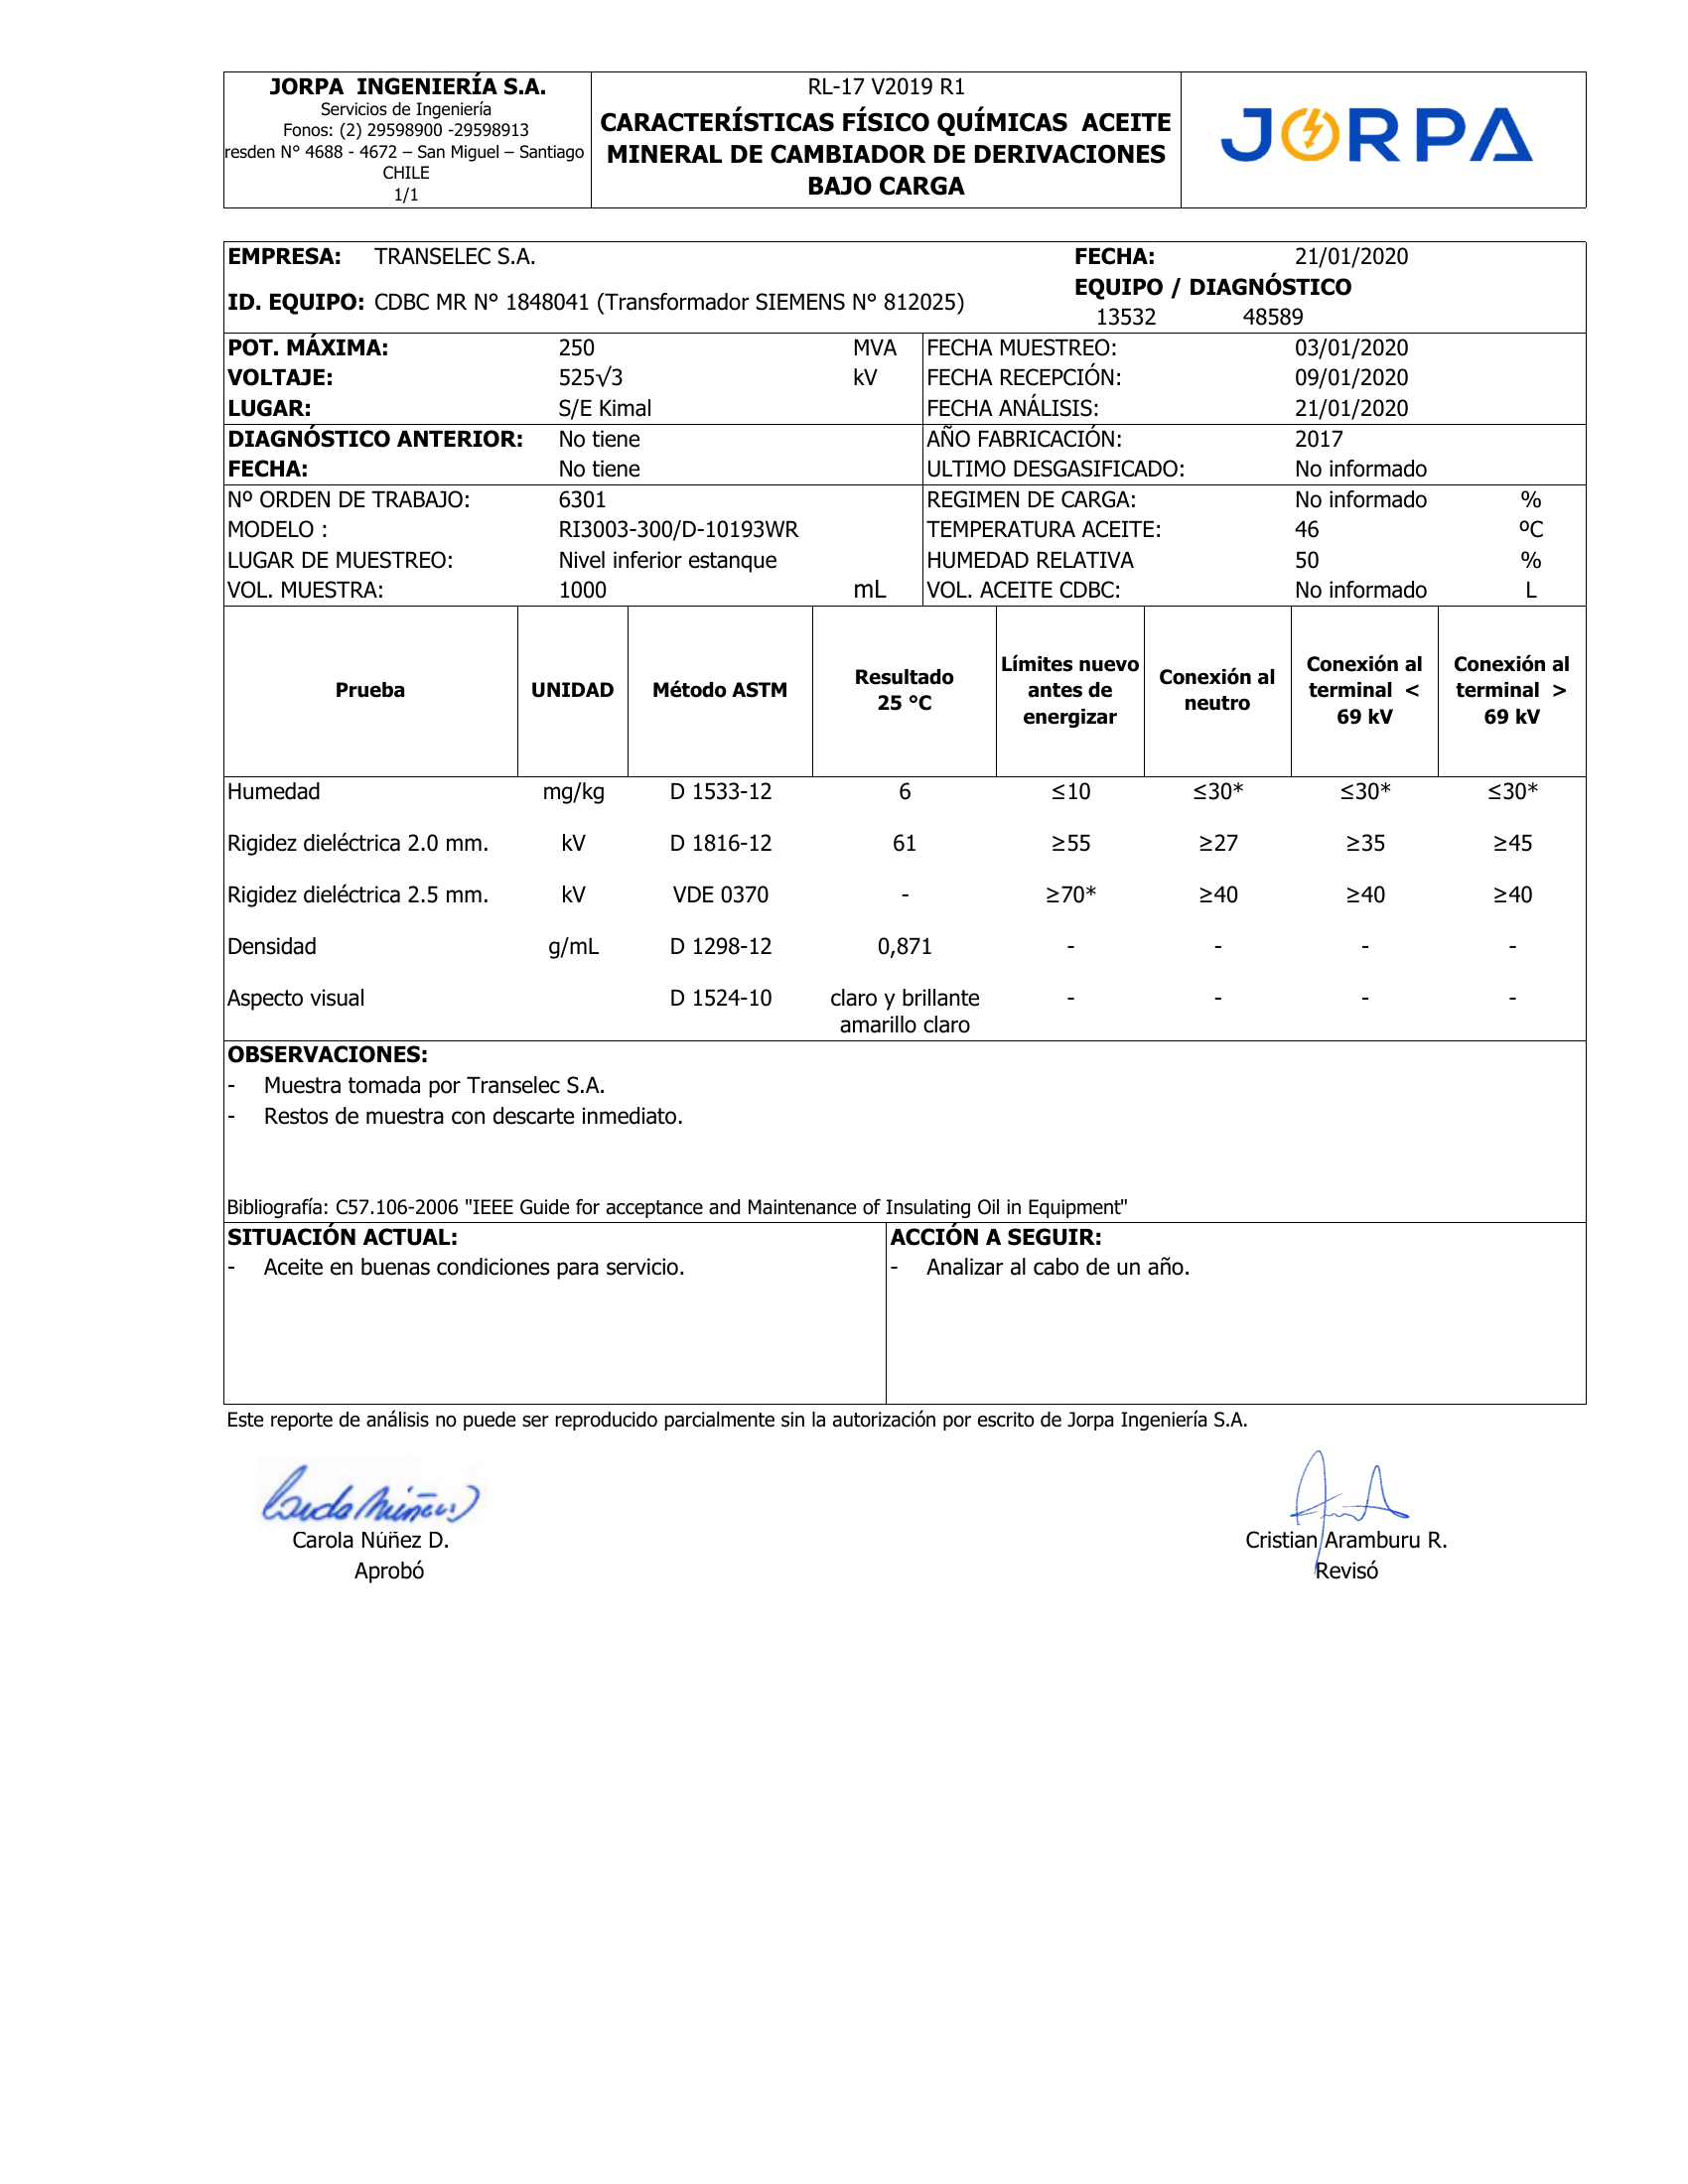 JORPA INGENIERÍA S.A.
Servicios de Ingeniería
Fonos: (2) 29598900 -29598913
resden N° 4688 - 4672 – San Miguel – Santiago
CHILE
1/1
RL-17 V2019 R1
CARACTERÍSTICAS FÍSICO QUÍMICAS ACEITE
MINERAL DE CAMBIADOR DE DERIVACIONES
BAJO CARGA
JORPA
EMPRESA: TRANSELEC S.A. FECHA: 21/01/2020
EQUIPO / DIAGNÓSTICO
ID. EQUIPO: CDBC MR N° 1848041 (Transformador SIEMENS N° 812025)
13532 48589
POT. MÁXIMA: 250 MVA FECHA MUESTREO: 03/01/2020
VOLTAJE: 525√3 kV FECHA RECEPCIÓN: 09/01/2020
LUGAR: S/E Kimal FECHA ANÁLISIS: 21/01/2020
DIAGNÓSTICO ANTERIOR: No tiene AÑO FABRICACIÓN: 2017
FECHA: No tiene ULTIMO DESGASIFICADO: No informado
Nº ORDEN DE TRABAJO: 6301 REGIMEN DE CARGA: No informado %
MODELO : RI3003-300/D-10193WR TEMPERATURA ACEITE: 46 ºC
LUGAR DE MUESTREO: Nivel inferior estanque HUMEDAD RELATIVA 50 %
VOL. MUESTRA: 1000 mL VOL. ACEITE CDBC: No informado L
Prueba UNIDAD Método ASTM Resultado 25 °C Límites nuevo antes de energizar Conexión al neutro Conexión al terminal < 69 kV Conexión al terminal > 69 kV
Humedad mg/kg D 1533-12 6 ≤10 ≤30* ≤30* ≤30*
Rigidez dieléctrica 2.0 mm. kV D 1816-12 61 ≥55 ≥27 ≥35 ≥45
Rigidez dieléctrica 2.5 mm. kV VDE 0370 - ≥70* ≥40 ≥40 ≥40
Densidad g/mL D 1298-12 0,871 - - - -
Aspecto visual D 1524-10 claro y brillante - - - -
amarillo claro
OBSERVACIONES:
- Muestra tomada por Transelec S.A.
- Restos de muestra con descarte inmediato.
Bibliografía: C57.106-2006 "IEEE Guide for acceptance and Maintenance of Insulating Oil in Equipment"
SITUACIÓN ACTUAL: ACCIÓN A SEGUIR:
- Aceite en buenas condiciones para servicio. - Analizar al cabo de un año.
Este reporte de análisis no puede ser reproducido parcialmente sin la autorización por escrito de Jorpa Ingeniería S.A.
Carola Núñez D. Cristian Aramburu R.
Aprobó Revisó